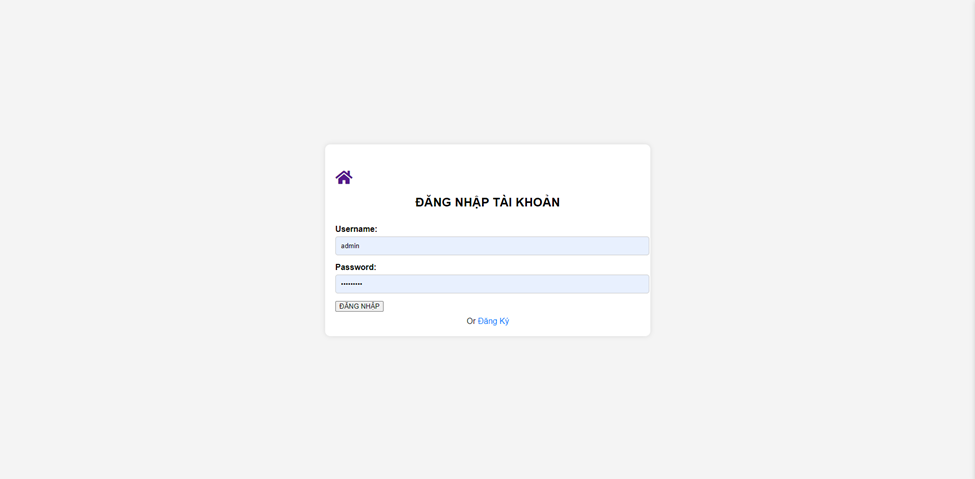 ĐĂNG NHẬP TÀI KHOẢN
Username:
admin
Password:
•••••••••
ĐĂNG NHẬP
Or Đăng Ký